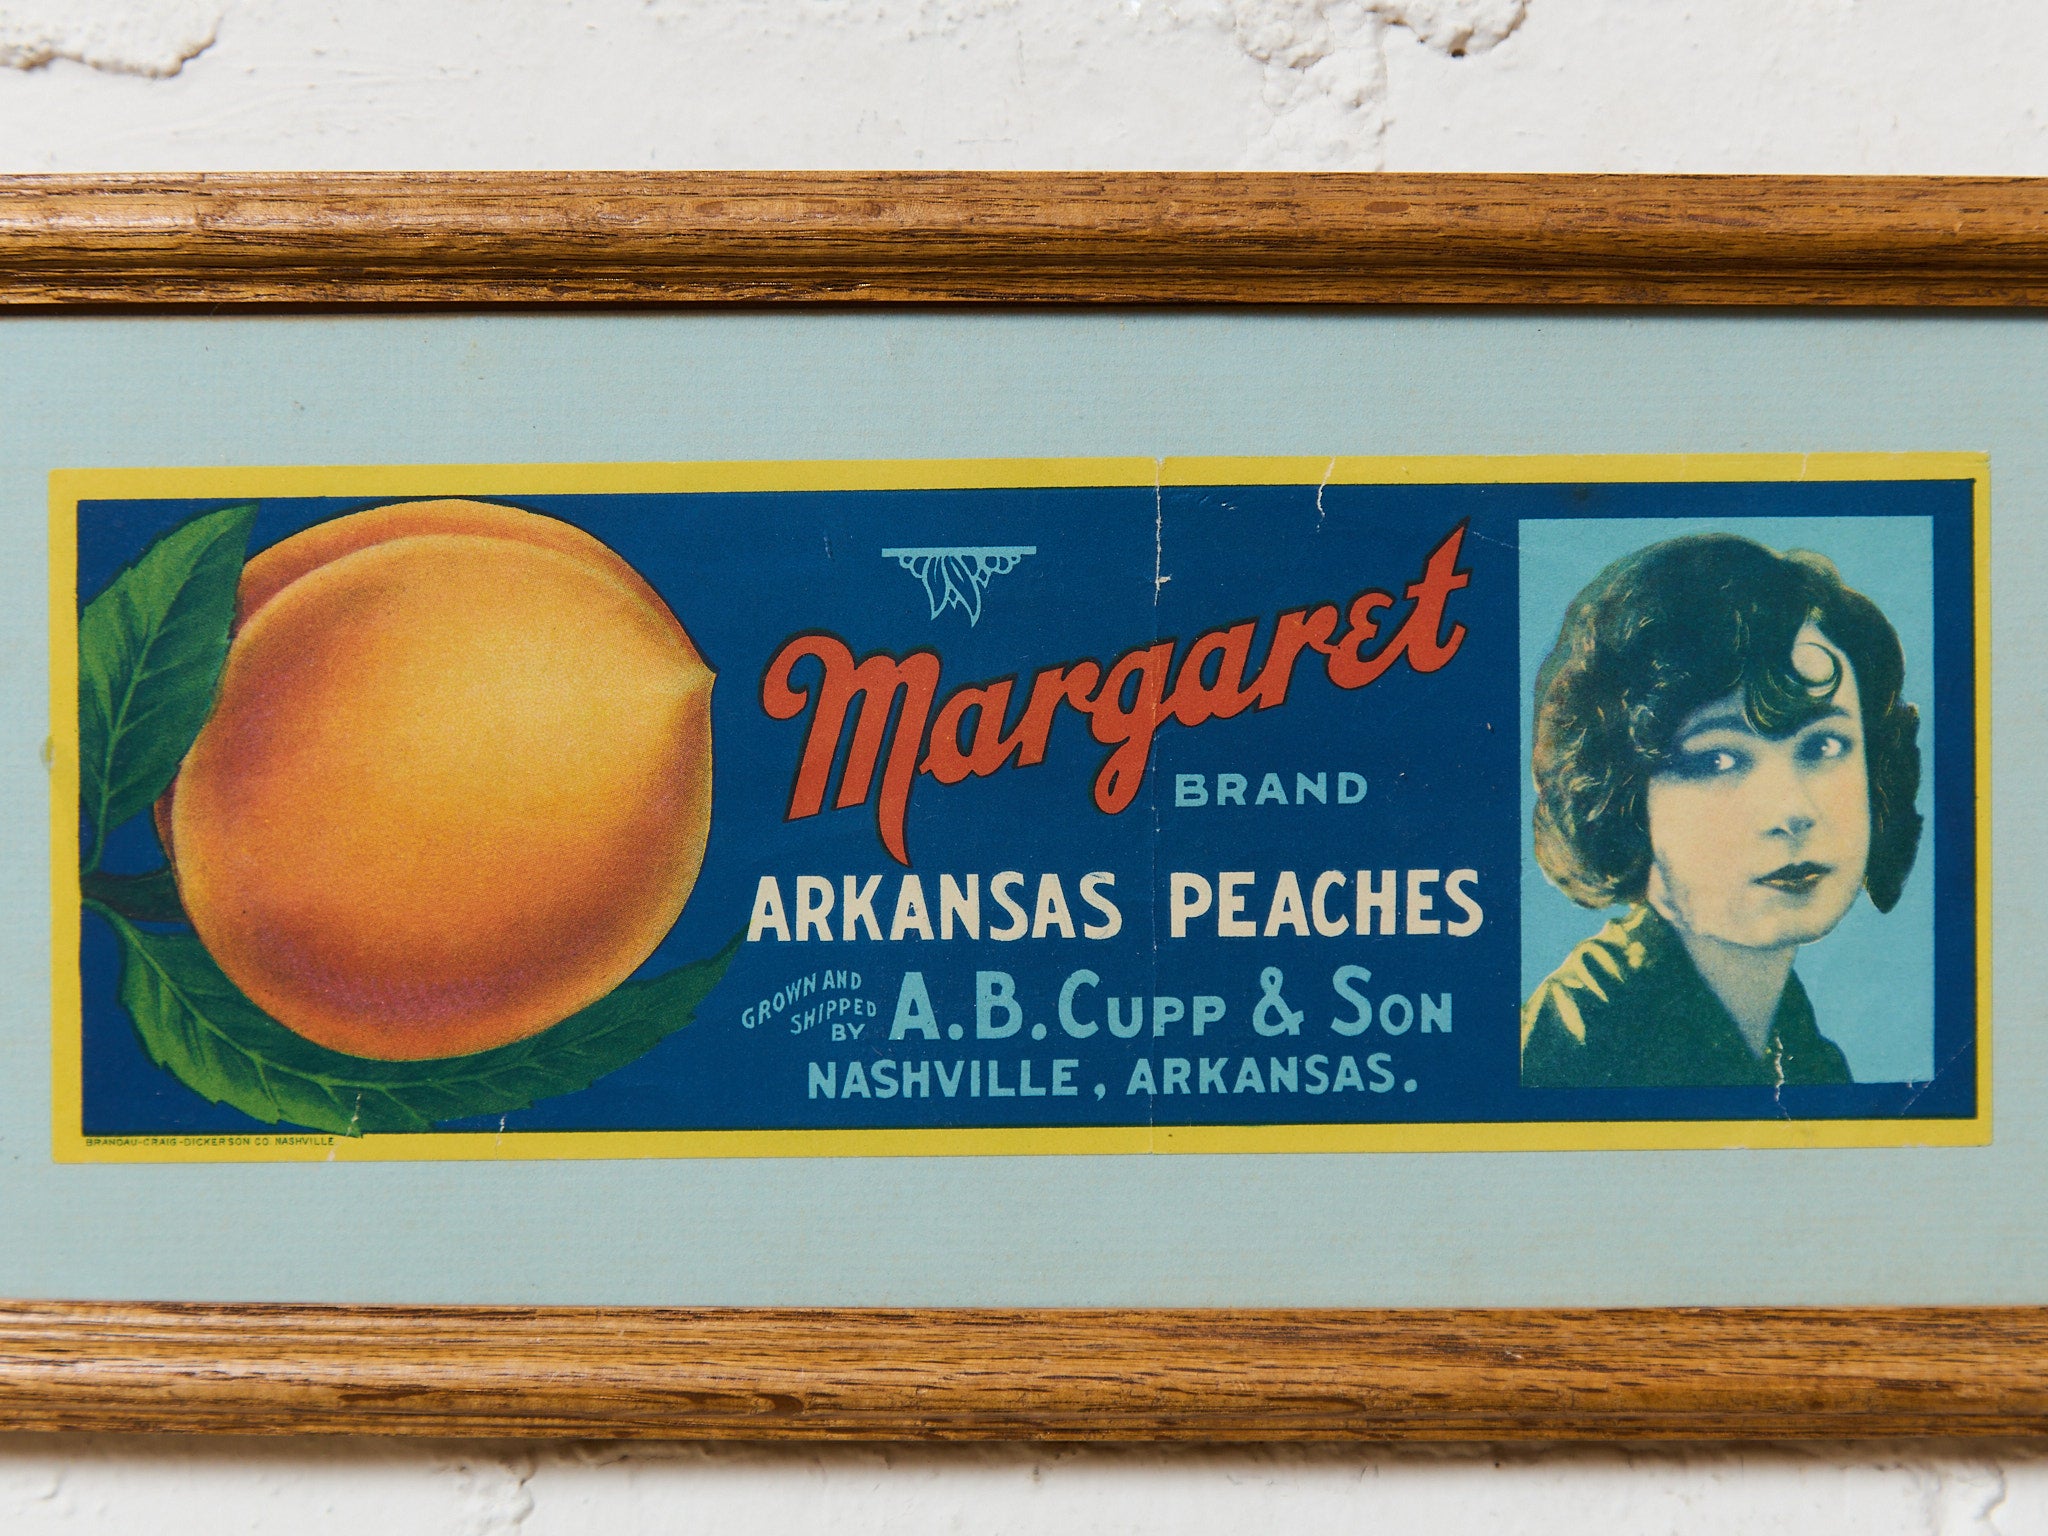 Margaret
BRAND
ARKANSAS PEACHES
GROWN AND
SHIPPED
BY
A.B. CUPP & SON
NASHVILLE, ARKANSAS.
BRANDAU-CRAIG-DICKERSON CO NASHVILLE